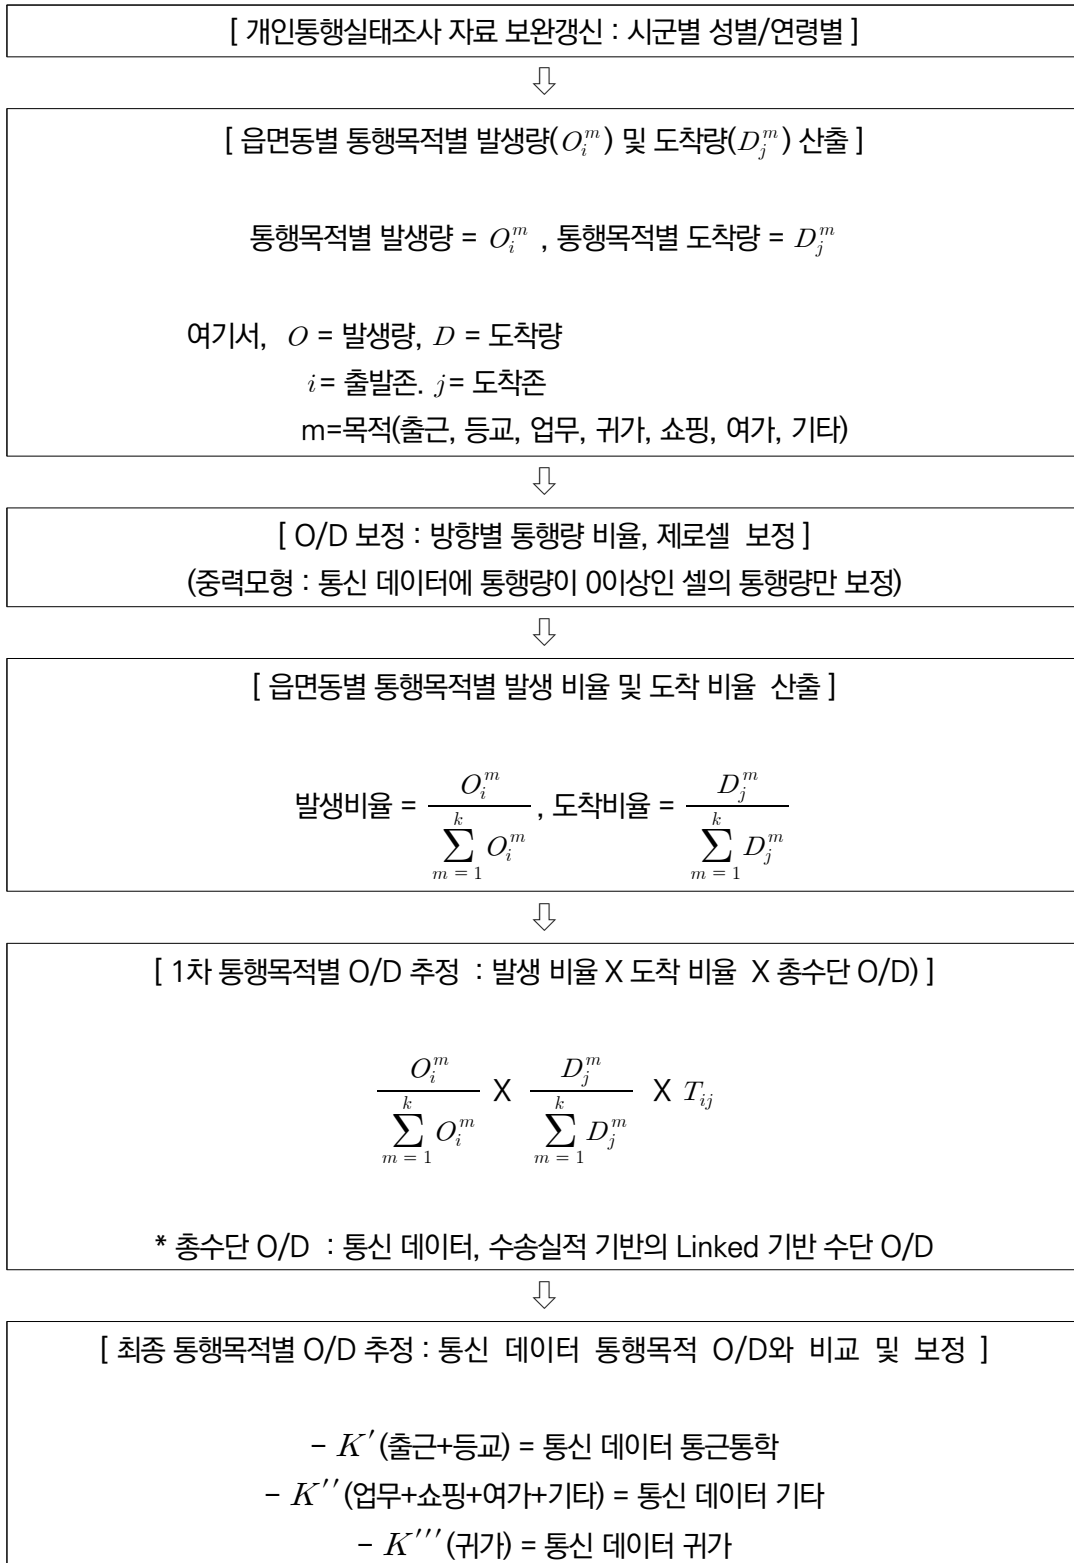 [ 개인통행실태조사 자료 보완갱신 : 시군별 성별/연령별 ]
⇩
[ 읍면동별 통행목적별 발생량(O_i^m) 및 도착량(D_j^m) 산출 ]
통행목적별 발생량 = O_i^m , 통행목적별 도착량 = D_j^m
여기서, O = 발생량, D = 도착량
i = 출발존. j = 도착존
m=목적(출근, 등교, 업무, 귀가, 쇼핑, 여가, 기타)
⇩
[ O/D 보정 : 방향별 통행량 비율, 제로셀 보정 ]
(중력모형 : 통신 데이터에 통행량이 0이상인 셀의 통행량만 보정)
⇩
[ 읍면동별 통행목적별 발생 비율 및 도착 비율 산출 ]
발생비율 = \frac{O_i^m}{\sum_{m=1}^{k} O_i^m} , 도착비율 = \frac{D_j^m}{\sum_{m=1}^{k} D_j^m}
⇩
[ 1차 통행목적별 O/D 추정 : 발생 비율 X 도착 비율 X 총수단 O/D) ]
\frac{O_i^m}{\sum_{m=1}^{k} O_i^m} X \frac{D_j^m}{\sum_{m=1}^{k} D_j^m} X T_{ij}
* 총수단 O/D : 통신 데이터, 수송실적 기반의 Linked 기반 수단 O/D
⇩
[ 최종 통행목적별 O/D 추정 : 통신 데이터 통행목적 O/D와 비교 및 보정 ]
- K′(출근+등교) = 통신 데이터 통근통학
- K′′(업무+쇼핑+여가+기타) = 통신 데이터 기타
- K′′′(귀가) = 통신 데이터 귀가